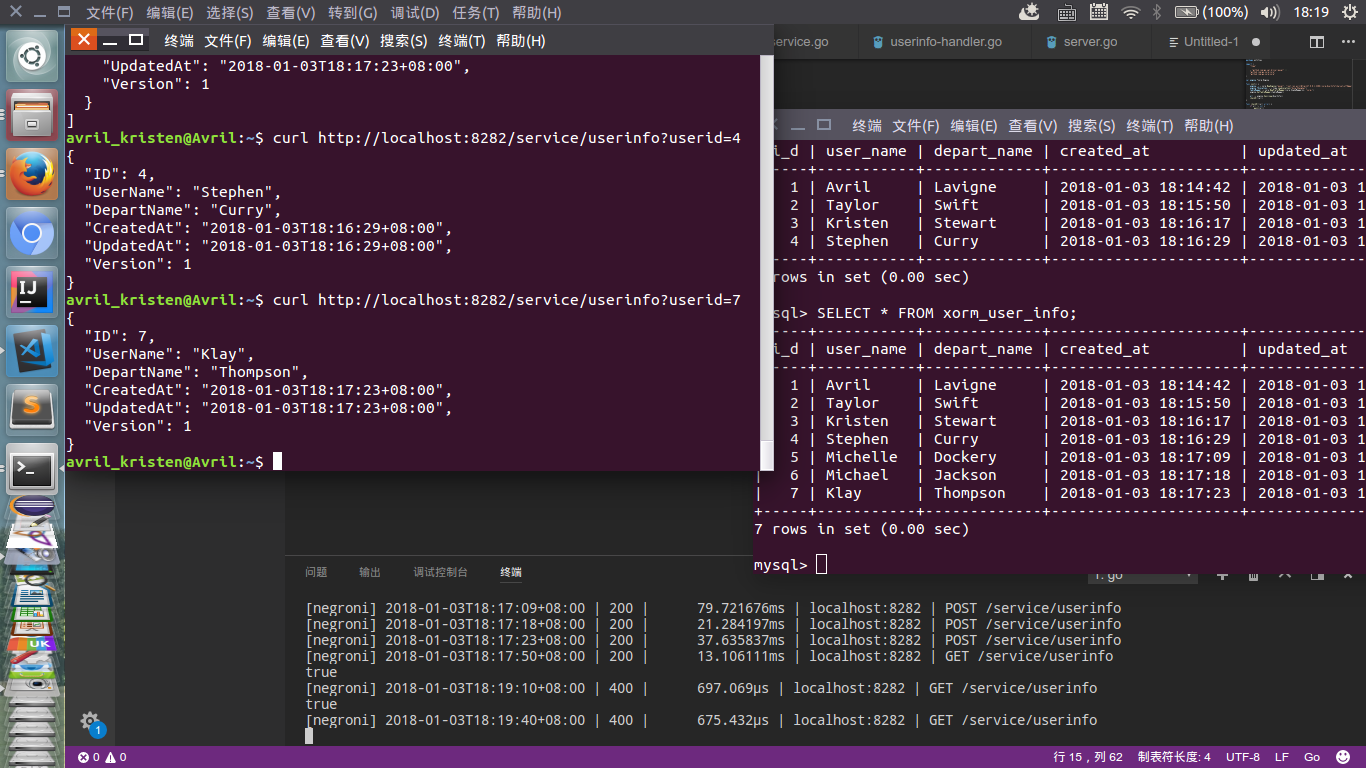 文件(F) 编辑(E) 选择(S) 查看(V) 转到(G) 调试(D) 任务(T) 帮助(H) (100%) 18:19
终端 文件(F) 编辑(E) 查看(V) 搜索(S) 终端(T) 帮助(H)
service.go userinfo-handler.go server.go Untitled-1
"UpdatedAt": "2018-01-03T18:17:23+08:00",
"Version": 1
}
]
avril_kristen@Avril:~$ curl http://localhost:8282/service/userinfo?userid=4
{
"ID": 4,
"UserName": "Stephen",
"DepartName": "Curry",
"CreatedAt": "2018-01-03T18:16:29+08:00",
"UpdatedAt": "2018-01-03T18:16:29+08:00",
"Version": 1
}
avril_kristen@Avril:~$ curl http://localhost:8282/service/userinfo?userid=7
{
"ID": 7,
"UserName": "Klay",
"DepartName": "Thompson",
"CreatedAt": "2018-01-03T18:17:23+08:00",
"UpdatedAt": "2018-01-03T18:17:23+08:00",
"Version": 1
}
avril_kristen@Avril:~$
终端 文件(F) 编辑(E) 查看(V) 搜索(S) 终端(T) 帮助(H)
i_d | user_name | depart_name | created_at | updated_at
-----+-----------+-------------+---------------------+-------------
1 | Avril | Lavigne | 2018-01-03 18:14:42 | 2018-01-03 1
2 | Taylor | Swift | 2018-01-03 18:15:50 | 2018-01-03 1
3 | Kristen | Stewart | 2018-01-03 18:16:17 | 2018-01-03 1
4 | Stephen | Curry | 2018-01-03 18:16:29 | 2018-01-03 1
-----+-----------+-------------+---------------------+-------------
rows in set (0.00 sec)
sql> SELECT * FROM xorm_user_info;
-----+-----------+-------------+---------------------+-------------
i_d | user_name | depart_name | created_at | updated_at
-----+-----------+-------------+---------------------+-------------
1 | Avril | Lavigne | 2018-01-03 18:14:42 | 2018-01-03 1
2 | Taylor | Swift | 2018-01-03 18:15:50 | 2018-01-03 1
3 | Kristen | Stewart | 2018-01-03 18:16:17 | 2018-01-03 1
4 | Stephen | Curry | 2018-01-03 18:16:29 | 2018-01-03 1
5 | Michelle | Dockery | 2018-01-03 18:17:09 | 2018-01-03 1
| 6 | Michael | Jackson | 2018-01-03 18:17:18 | 2018-01-03 1
| 7 | Klay | Thompson | 2018-01-03 18:17:23 | 2018-01-03 1
+-----+-----------+-------------+---------------------+-------------
7 rows in set (0.00 sec)
mysql>
问题 输出 调试控制台 终端 1: go
[negroni] 2018-01-03T18:17:09+08:00 | 200 | 79.721676ms | localhost:8282 | POST /service/userinfo
[negroni] 2018-01-03T18:17:18+08:00 | 200 | 21.284197ms | localhost:8282 | POST /service/userinfo
[negroni] 2018-01-03T18:17:23+08:00 | 200 | 37.635837ms | localhost:8282 | POST /service/userinfo
[negroni] 2018-01-03T18:17:50+08:00 | 200 | 13.106111ms | localhost:8282 | GET /service/userinfo
true
[negroni] 2018-01-03T18:19:10+08:00 | 400 | 697.069µs | localhost:8282 | GET /service/userinfo
true
[negroni] 2018-01-03T18:19:40+08:00 | 400 | 675.432µs | localhost:8282 | GET /service/userinfo
IJ
S
UK
1
0 0 行 15，列 62 制表符长度: 4 UTF-8 LF Go